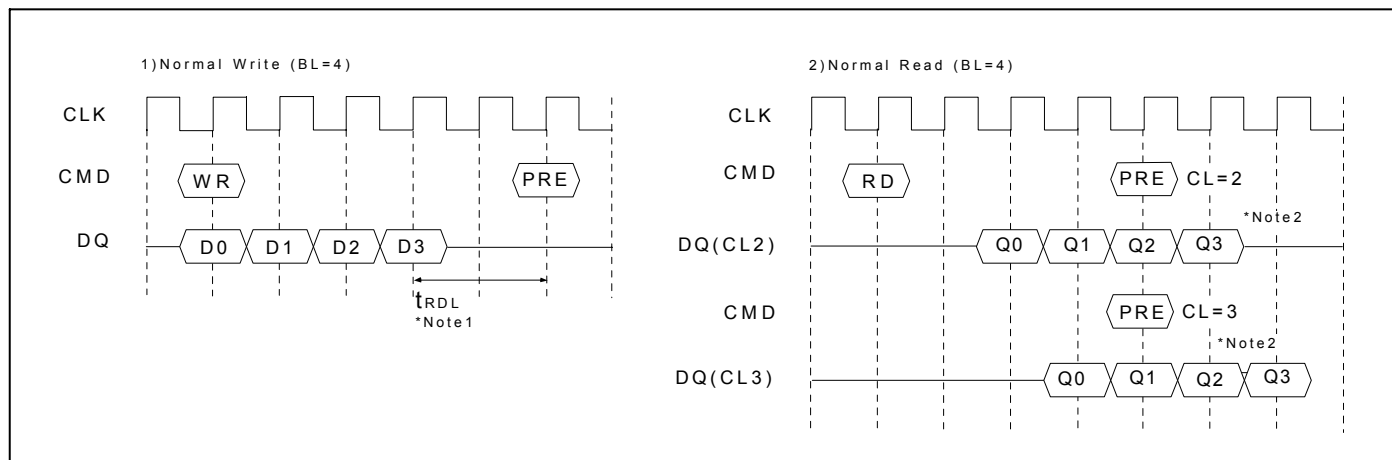 1)Normal Write (BL=4)
CLK
CMD WR PRE
DQ D0 D1 D2 D3
tRDL
*Note1
2)Normal Read (BL=4)
CLK
CMD RD PRE CL=2
*Note2
DQ(CL2) Q0 Q1 Q2 Q3
CMD PRE CL=3
*Note2
DQ(CL3) Q0 Q1 Q2 Q3